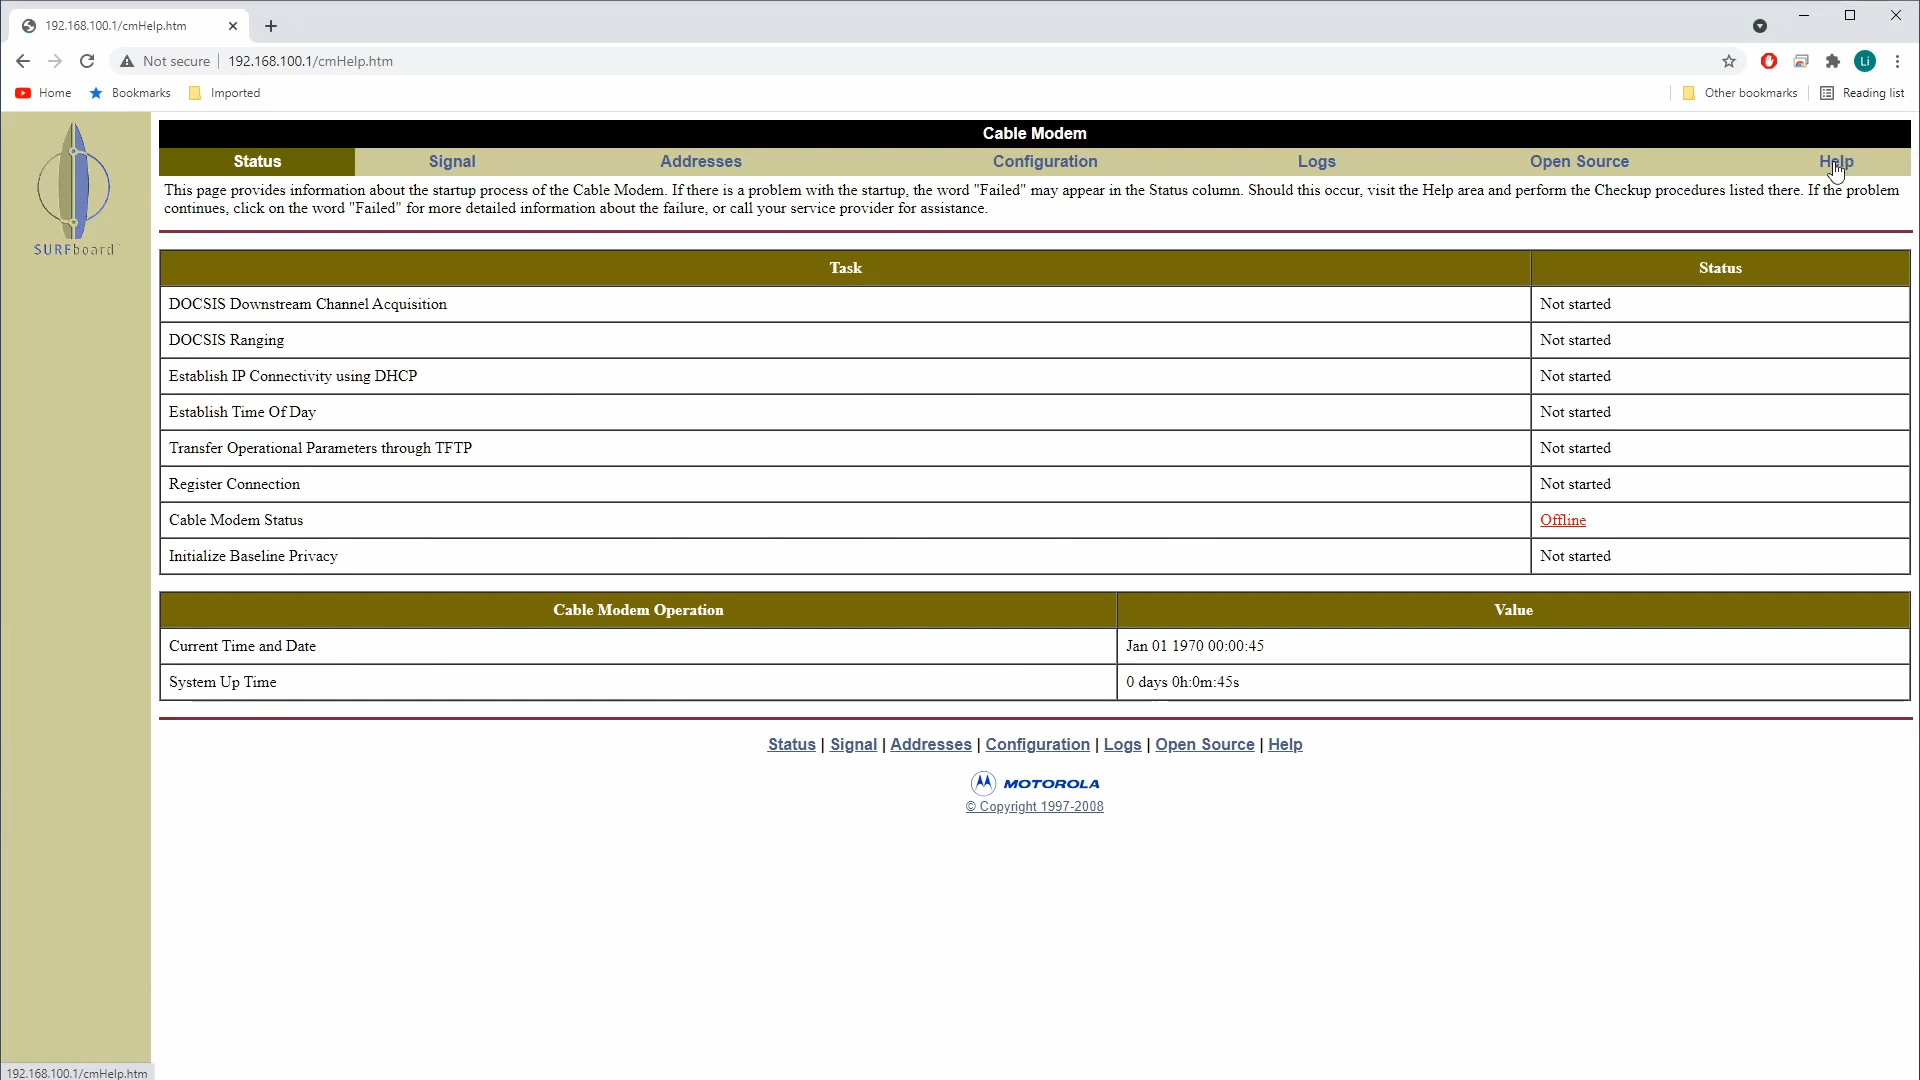 192.168.100.1/cmHelp.htm
Not secure | 192.168.100.1/cmHelp.htm
Li
Home Bookmarks Imported Other bookmarks Reading list
SURFboard
Cable Modem
Status Signal Addresses Configuration Logs Open Source Help
This page provides information about the startup process of the Cable Modem. If there is a problem with the startup, the word "Failed" may appear in the Status column. Should this occur, visit the Help area and perform the Checkup procedures listed there. If the problem
continues, click on the word "Failed" for more detailed information about the failure, or call your service provider for assistance.
Task Status
DOCSIS Downstream Channel Acquisition Not started
DOCSIS Ranging Not started
Establish IP Connectivity using DHCP Not started
Establish Time Of Day Not started
Transfer Operational Parameters through TFTP Not started
Register Connection Not started
Cable Modem Status Offline
Initialize Baseline Privacy Not started
Cable Modem Operation Value
Current Time and Date Jan 01 1970 00:00:45
System Up Time 0 days 0h:0m:45s
Status | Signal | Addresses | Configuration | Logs | Open Source | Help
MOTOROLA
© Copyright 1997-2008
192.168.100.1/cmHelp.htm